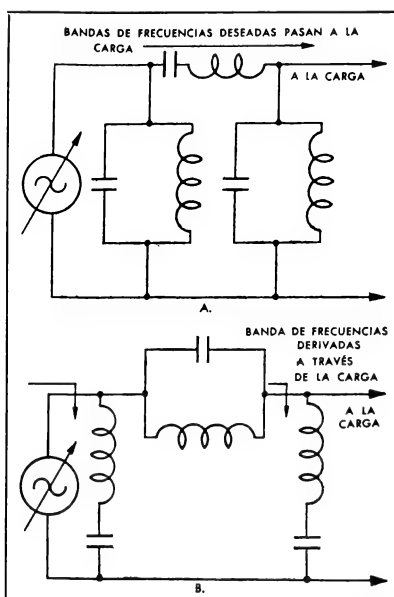 BANDAS DE FRECUENCIAS DESEADAS PASAN A LA
CARGA
A LA CARGA
A.
BANDA DE FRECUENCIAS
DERIVADAS
A TRAVÉS
DE LA CARGA
A LA
CARGA
B.